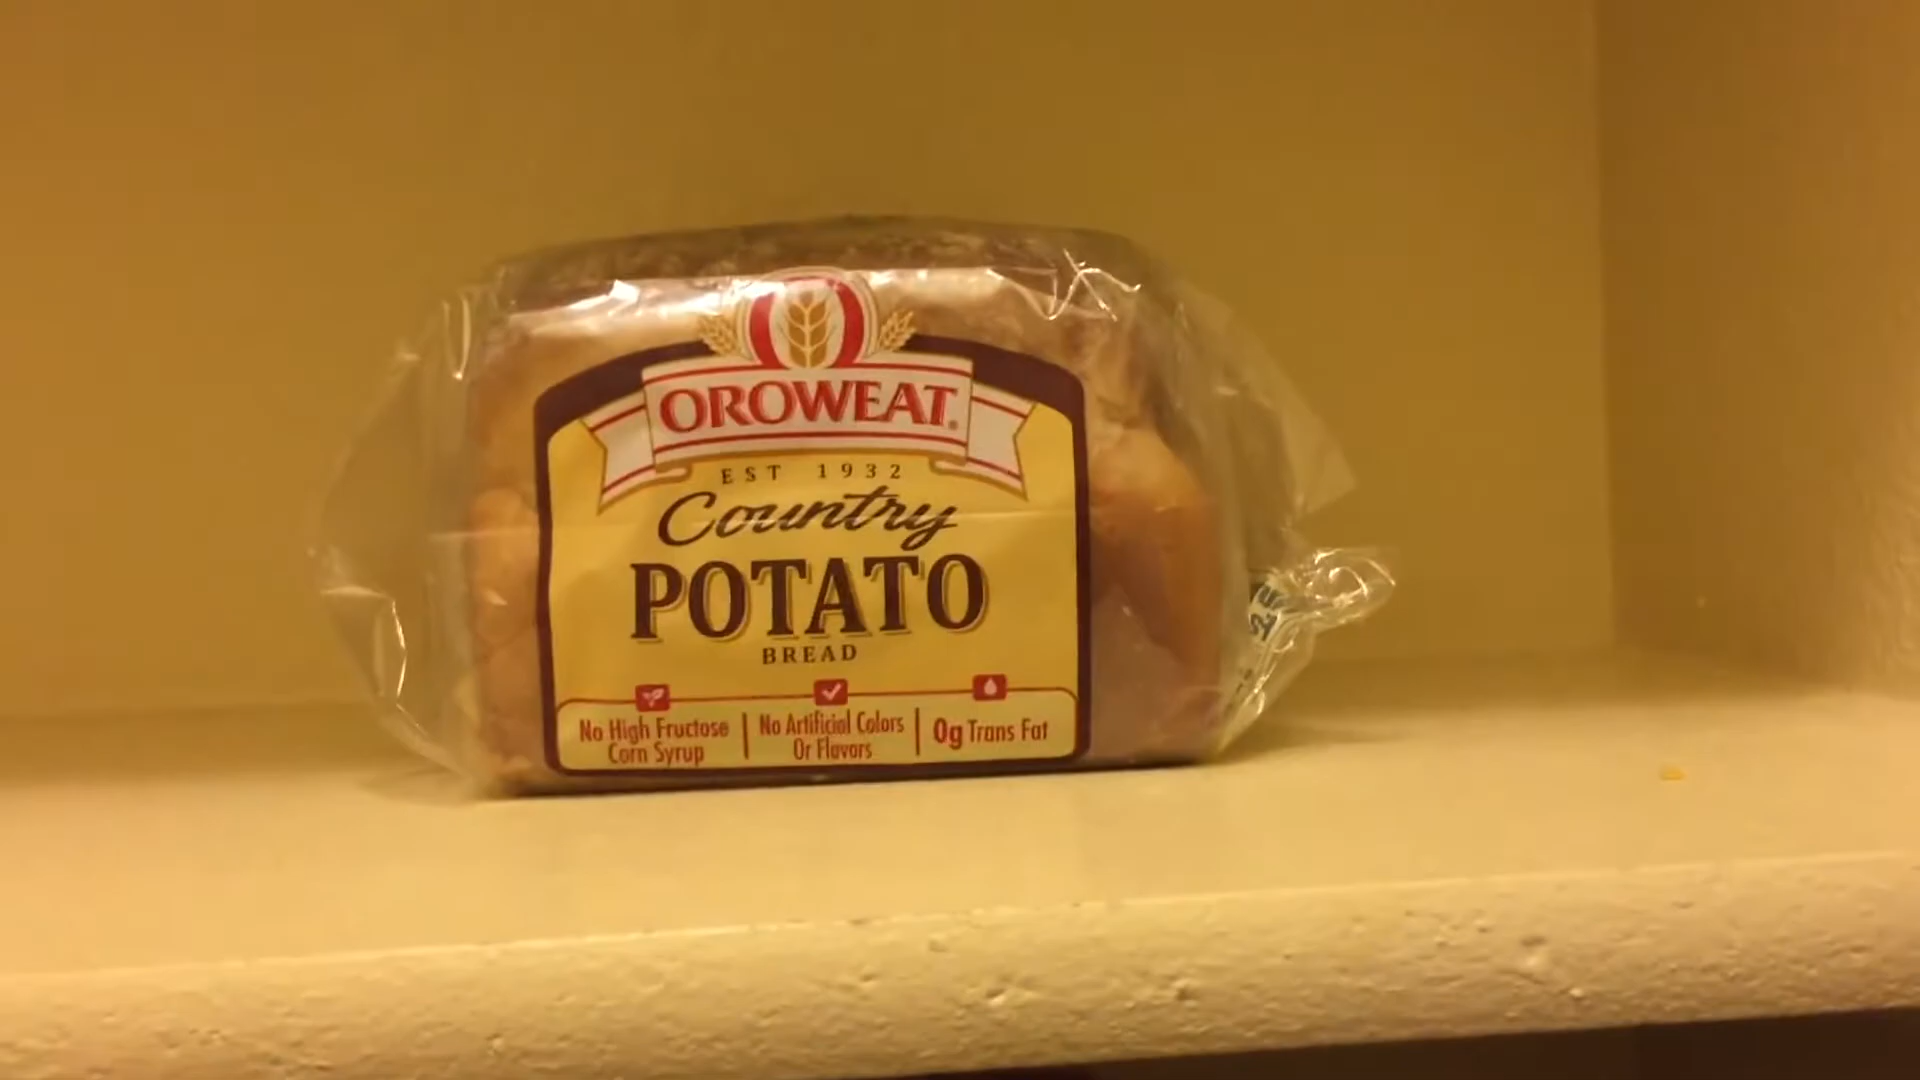 OROWEAT
EST 1932
Country
POTATO
BREAD
No High Fructose
Corn Syrup
No Artificial Colors
Or Flavors
0g Trans Fat